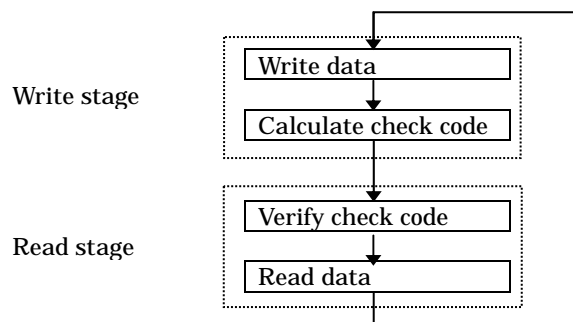 Write stage
Write data
Calculate check code
Read stage
Verify check code
Read data